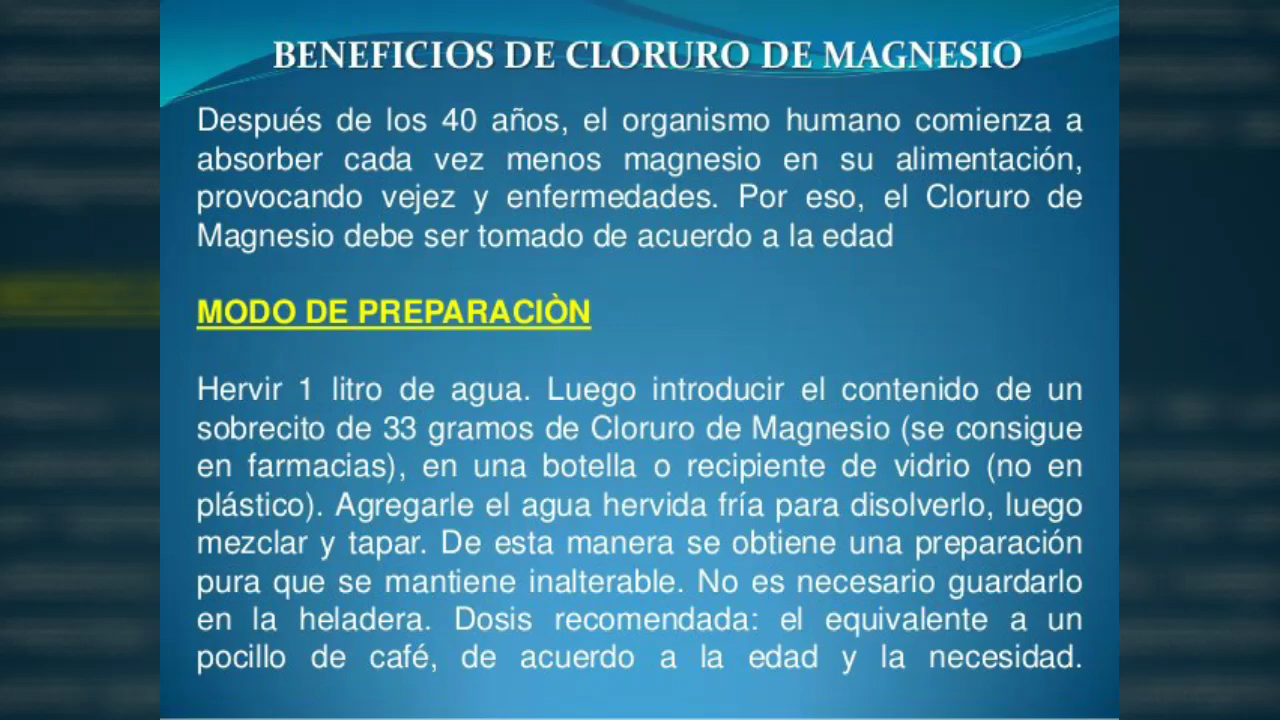 BENEFICIOS DE CLORURO DE MAGNESIO
Después de los 40 años, el organismo humano comienza a
absorber cada vez menos magnesio en su alimentación,
provocando vejez y enfermedades. Por eso, el Cloruro de
Magnesio debe ser tomado de acuerdo a la edad
MODO DE PREPARACIÒN
Hervir 1 litro de agua. Luego introducir el contenido de un
sobrecito de 33 gramos de Cloruro de Magnesio (se consigue
en farmacias), en una botella o recipiente de vidrio (no en
plástico). Agregarle el agua hervida fría para disolverlo, luego
mezclar y tapar. De esta manera se obtiene una preparación
pura que se mantiene inalterable. No es necesario guardarlo
en la heladera. Dosis recomendada: el equivalente a un
pocillo de café, de acuerdo a la edad y la necesidad.